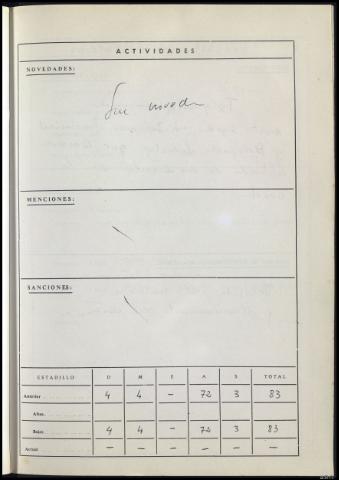 ACTIVIDADES
NOVEDADES:
Sin
MENCIONES:
SANCIONES:
ESTADILLO D M E A S TOTAL
Anterior 4 4 – 72 3 83
Altas.
Bajas. 4 4 – 72 3 83
Actual – – – – – –